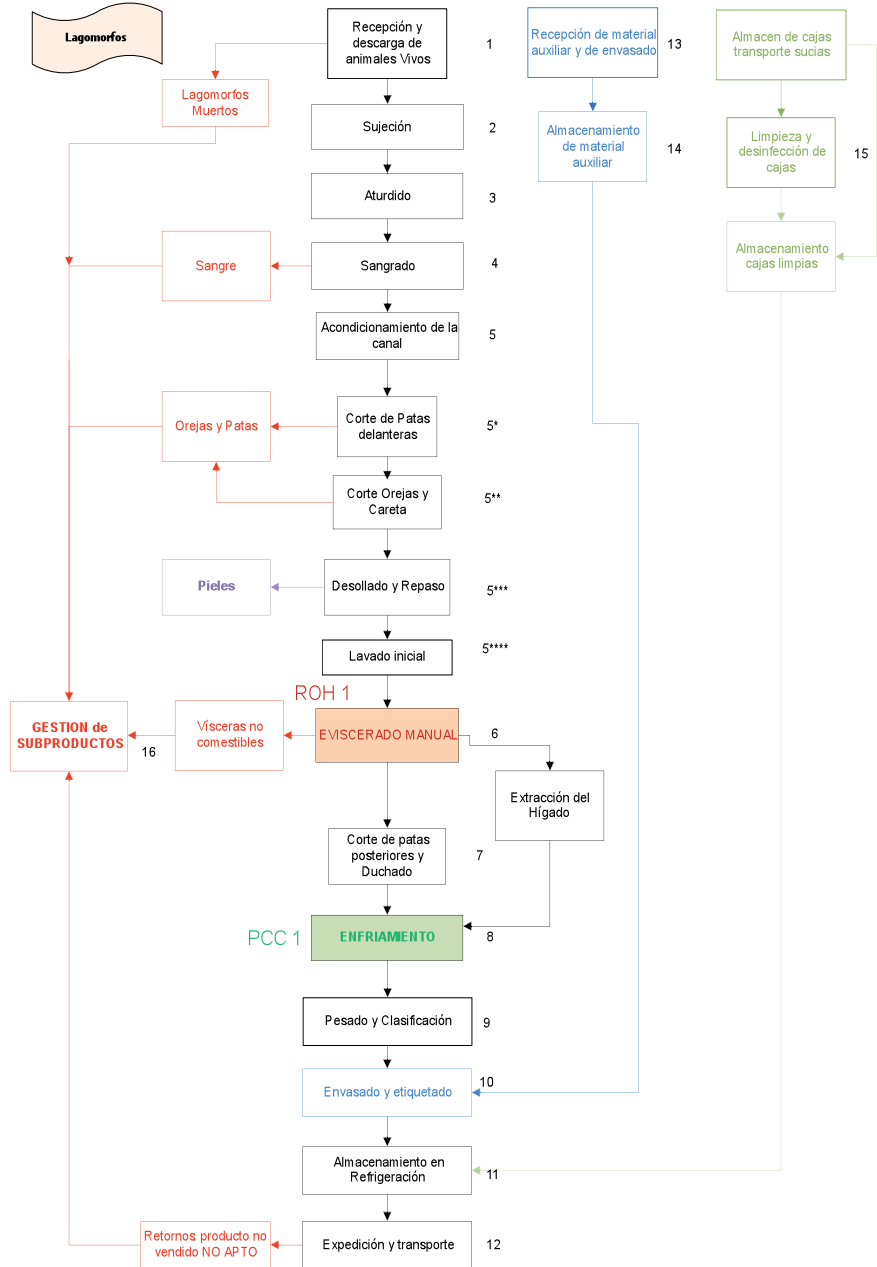 Lagomorfos
Recepción y
descarga de
animales Vivos
1
Recepción de material
auxiliar y de envasado
13
Almacen de cajas
transporte sucias
Lagomorfos
Muertos
Sujeción
2
Almacenamiento
de material
auxiliar
14
Limpieza y
desinfección de
cajas
15
Aturdido
3
Sangre
Sangrado
4
Almacenamiento
cajas limpias
Acondicionamiento de la
canal
5
Orejas y Patas
Corte de Patas
delanteras
5*
Corte Orejas y
Careta
5**
Pieles
Desollado y Repaso
5***
Lavado inicial
5****
ROH 1
GESTION de
SUBPRODUCTOS
16
Vísceras no
comestibles
EVISCERADO MANUAL
6
Extracción del
Hígado
Corte de patas
posteriores y
Duchado
7
PCC 1
ENFRIAMIENTO
8
Pesado y Clasificación
9
Envasado y etiquetado
10
Almacenamiento en
Refrigeración
11
Retornos: producto no
vendido NO APTO
Expedición y transporte
12